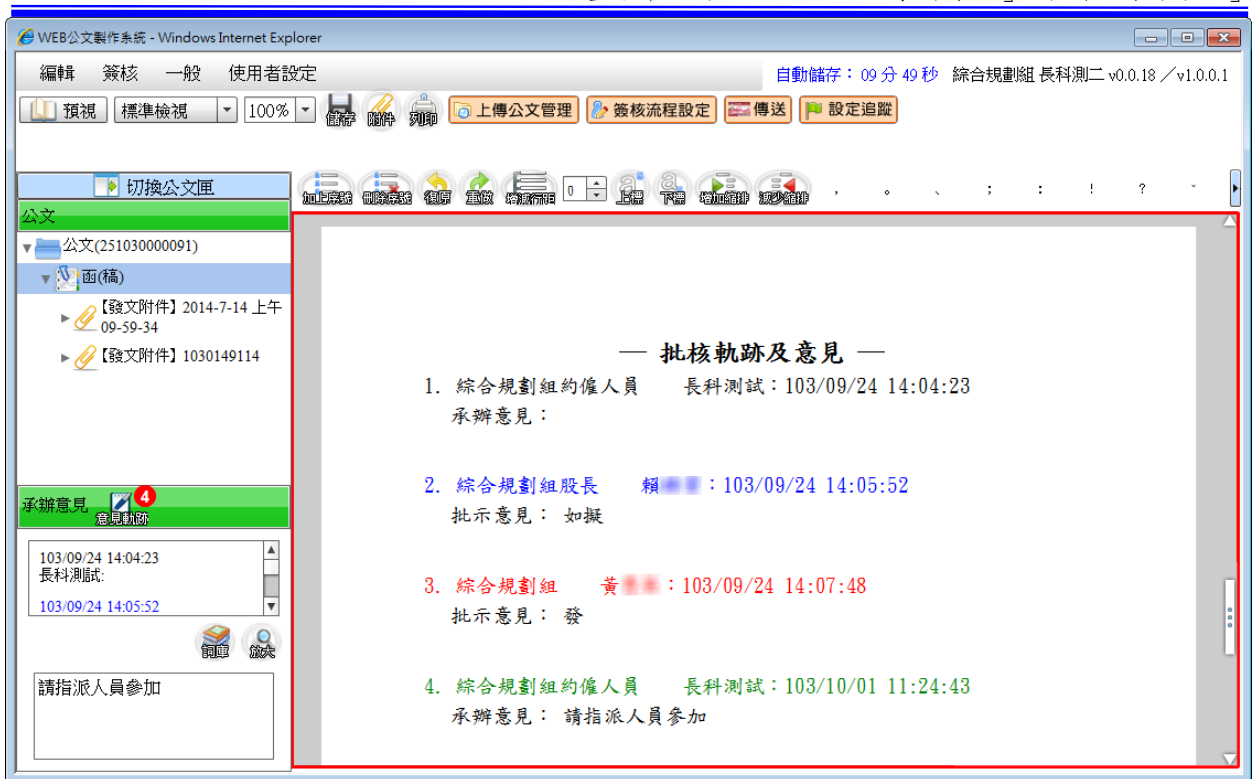 WEB公文製作系統 - Windows Internet Explorer
編輯 簽核 一般 使用者設定
自動儲存：09 分 49 秒 綜合規劃組 長科測二 v0.0.18／v1.0.0.1
預視 標準檢視 100% 儲存 附件 列印 上傳公文管理 簽核流程設定 傳送 設定追蹤
切換公文匣
加上序號 刪除序號 復原 重做 增減行距 0 上標 下標 增加縮排 減少縮排 ， 。 、 ； ： ！ ？
公文
公文(251030000091)
函(稿)
【發文附件】2014-7-14 上午
09-59-34
【發文附件】1030149114
承辦意見 4
意見軌跡
103/09/24 14:04:23
長科測試:
103/09/24 14:05:52
詞庫 放大
請指派人員參加
— 批核軌跡及意見 —
1. 綜合規劃組約僱人員 長科測試：103/09/24 14:04:23
承辦意見：
2. 綜合規劃組股長 賴 ：103/09/24 14:05:52
批示意見： 如擬
3. 綜合規劃組 黃 ：103/09/24 14:07:48
批示意見： 發
4. 綜合規劃組約僱人員 長科測試：103/10/01 11:24:43
承辦意見： 請指派人員參加